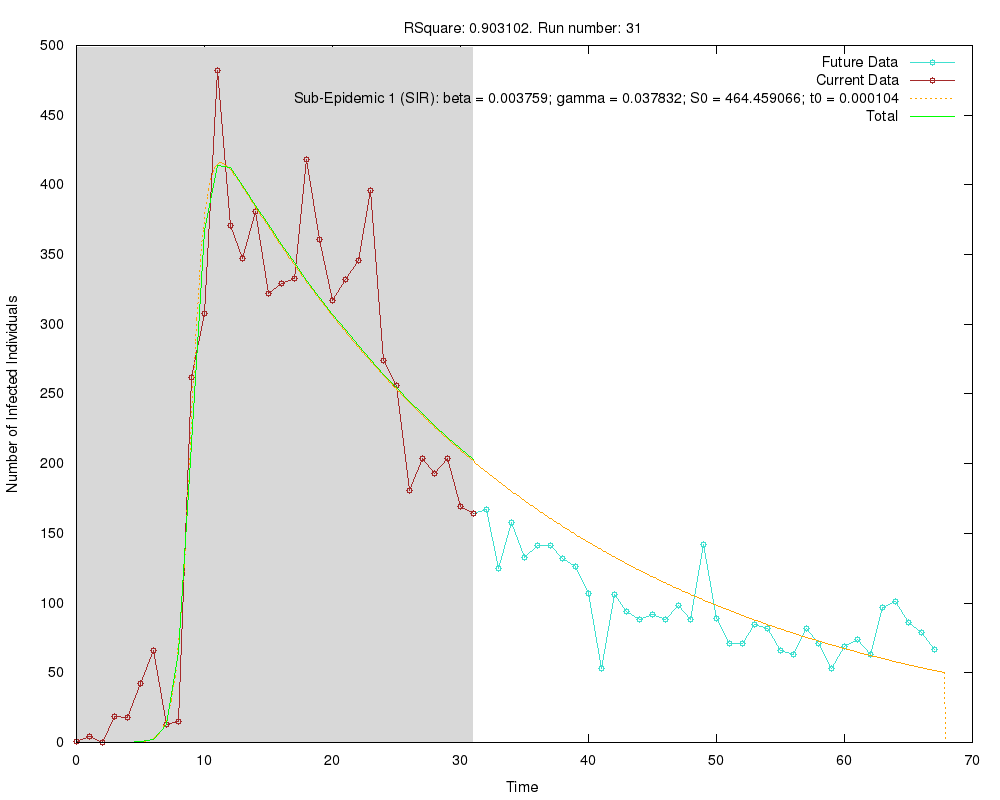 RSquare: 0.903102. Run number: 31
Future Data
Current Data
Sub-Epidemic 1 (SIR): beta = 0.003759; gamma = 0.037832; S0 = 464.459066; t0 = 0.000104
Total
Number of Infected Individuals
500
450
400
350
300
250
200
150
100
50
0
0 10 20 30 40 50 60 70
Time